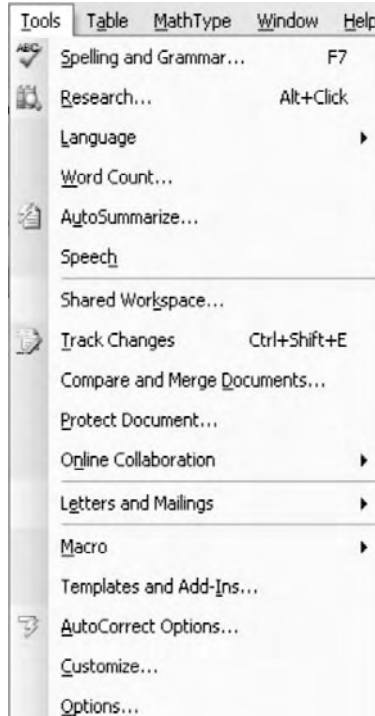 Tools Table MathType Window Help
ABC Spelling and Grammar... F7
Research... Alt+Click
Language
Word Count...
AutoSummarize...
Speech
Shared Workspace...
Track Changes Ctrl+Shift+E
Compare and Merge Documents...
Protect Document...
Online Collaboration
Letters and Mailings
Macro
Templates and Add-Ins...
AutoCorrect Options...
Customize...
Options...